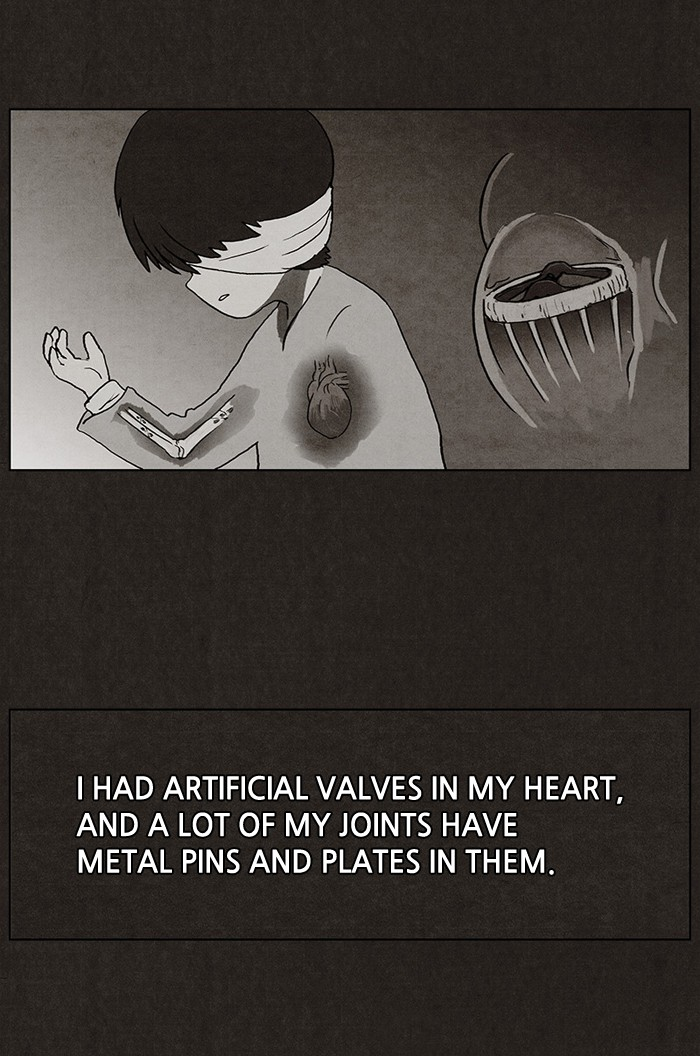 I HAD ARTIFICIAL VALVES IN MY HEART,
AND A LOT OF MY JOINTS HAVE
METAL PINS AND PLATES IN THEM.